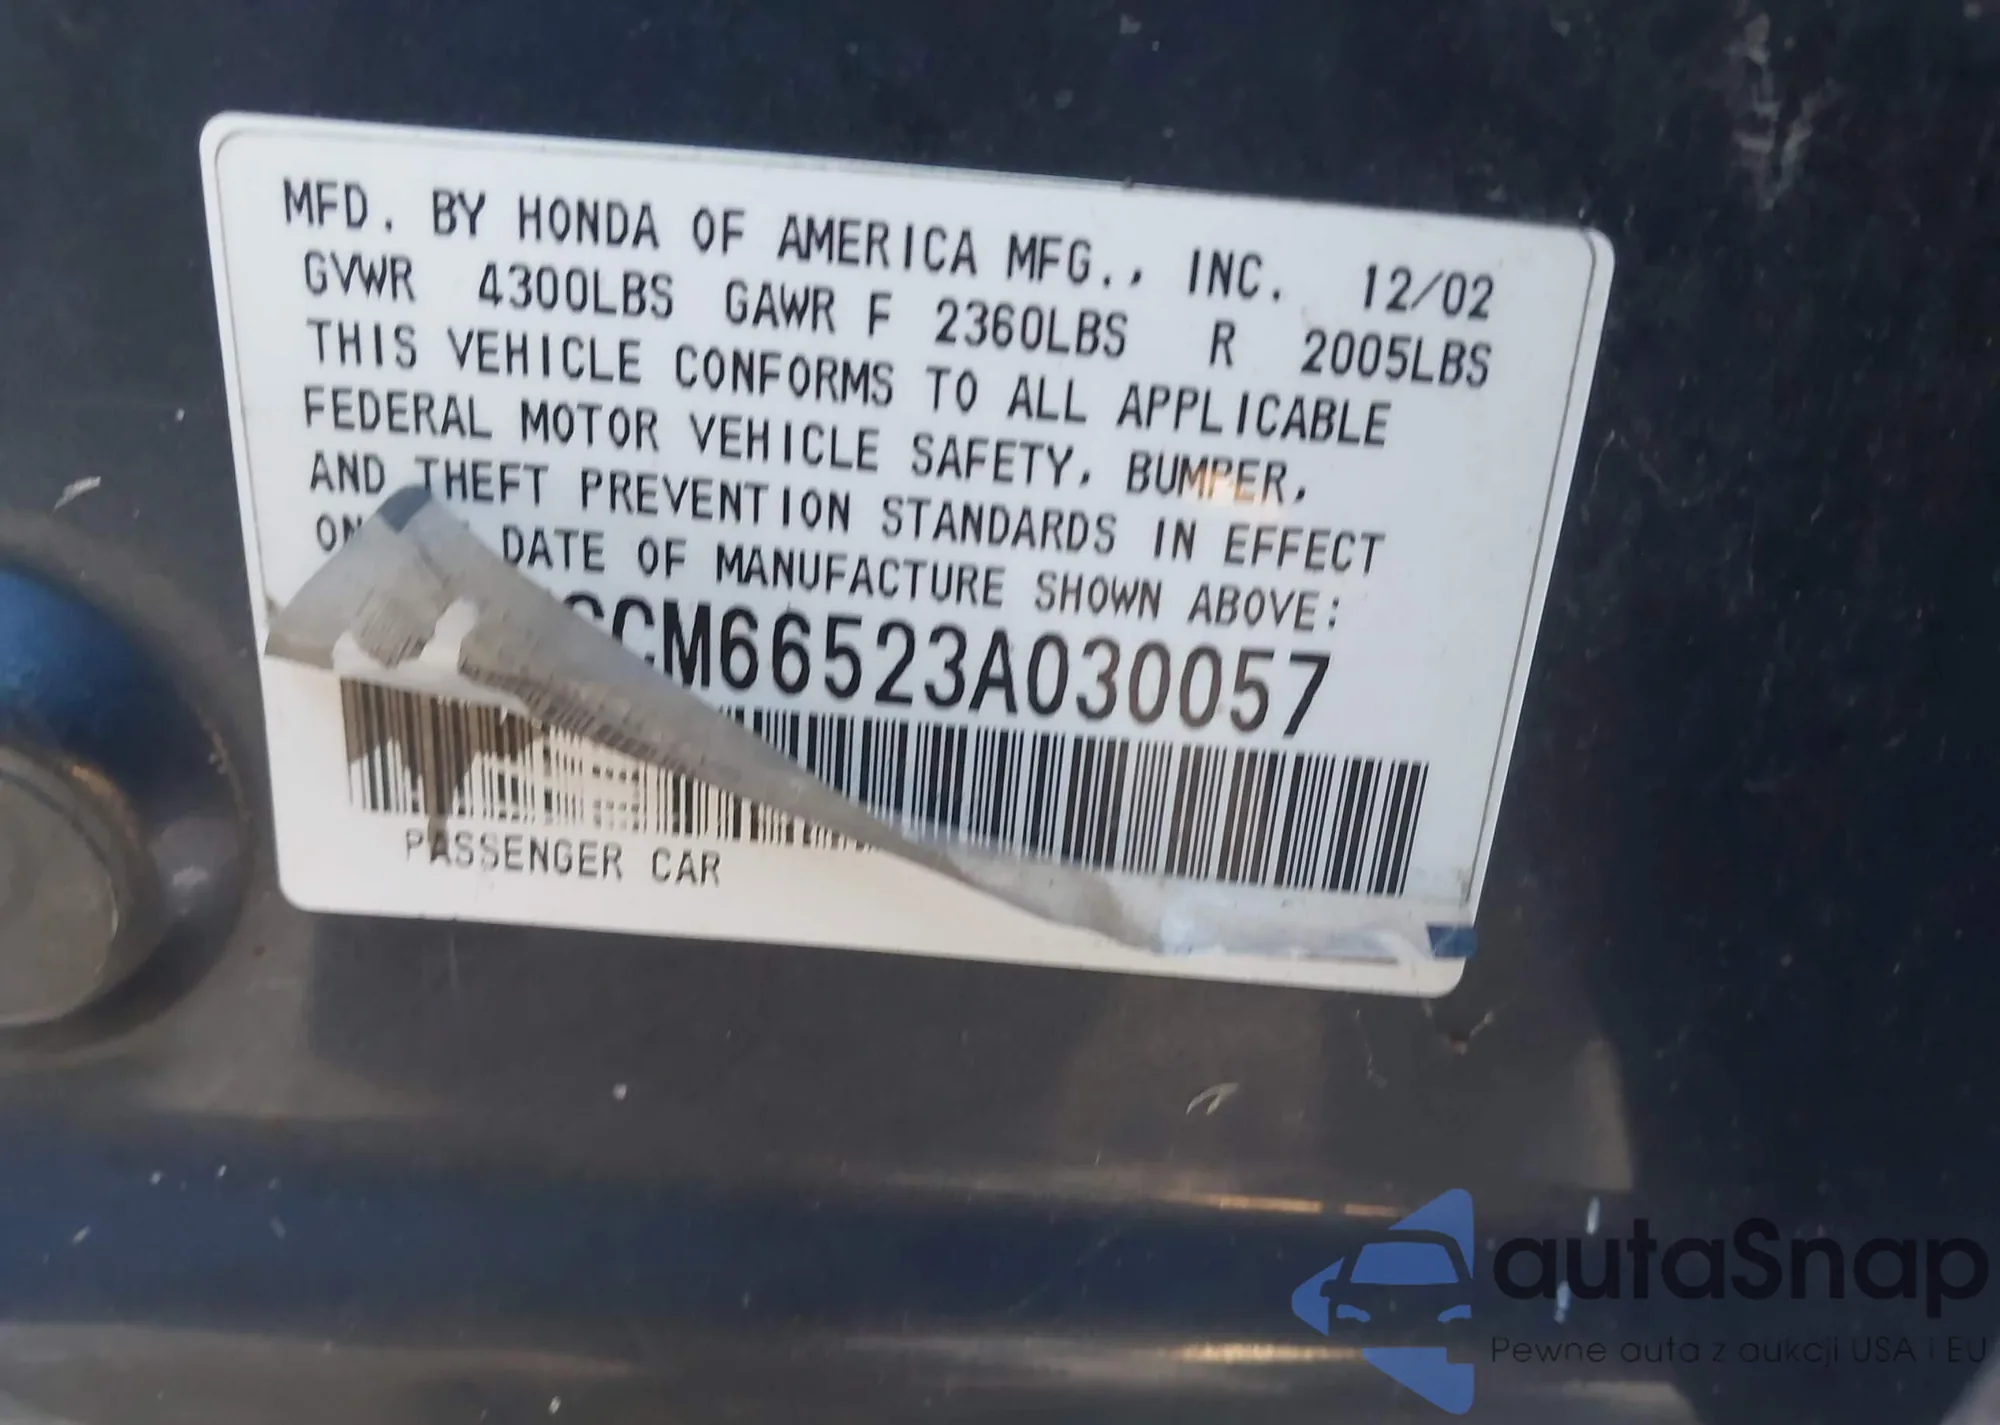 MFD. BY HONDA OF AMERICA MFG., INC. 12/02
GVWR 4300LBS GAWR F 2360LBS R 2005LBS
THIS VEHICLE CONFORMS TO ALL APPLICABLE
FEDERAL MOTOR VEHICLE SAFETY, BUMPER,
AND THEFT PREVENTION STANDARDS IN EFFECT
ON DATE OF MANUFACTURE SHOWN ABOVE:
CM66523A030057
PASSENGER CAR
autaSnap
Pewne auta z aukcji USA i EU